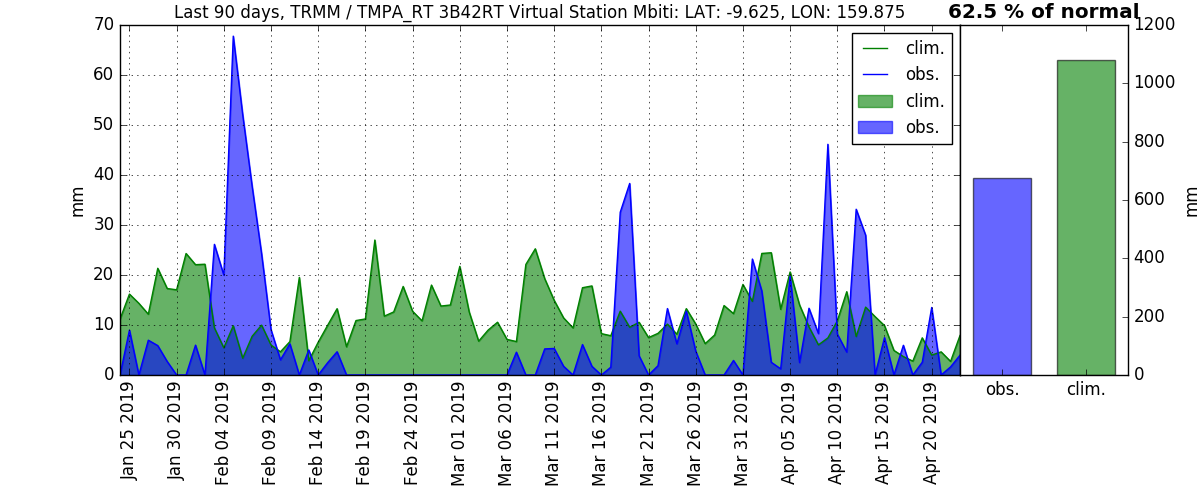 Last 90 days, TRMM / TMPA_RT 3B42RT Virtual Station Mbiti: LAT: -9.625, LON: 159.875
62.5 % of normal
70
60
50
40
30
20
10
0
mm
clim.
obs.
clim.
obs.
1200
1000
800
600
400
200
0
mm
obs.
clim.
Jan 25 2019
Jan 30 2019
Feb 04 2019
Feb 09 2019
Feb 14 2019
Feb 19 2019
Feb 24 2019
Mar 01 2019
Mar 06 2019
Mar 11 2019
Mar 16 2019
Mar 21 2019
Mar 26 2019
Mar 31 2019
Apr 05 2019
Apr 10 2019
Apr 15 2019
Apr 20 2019